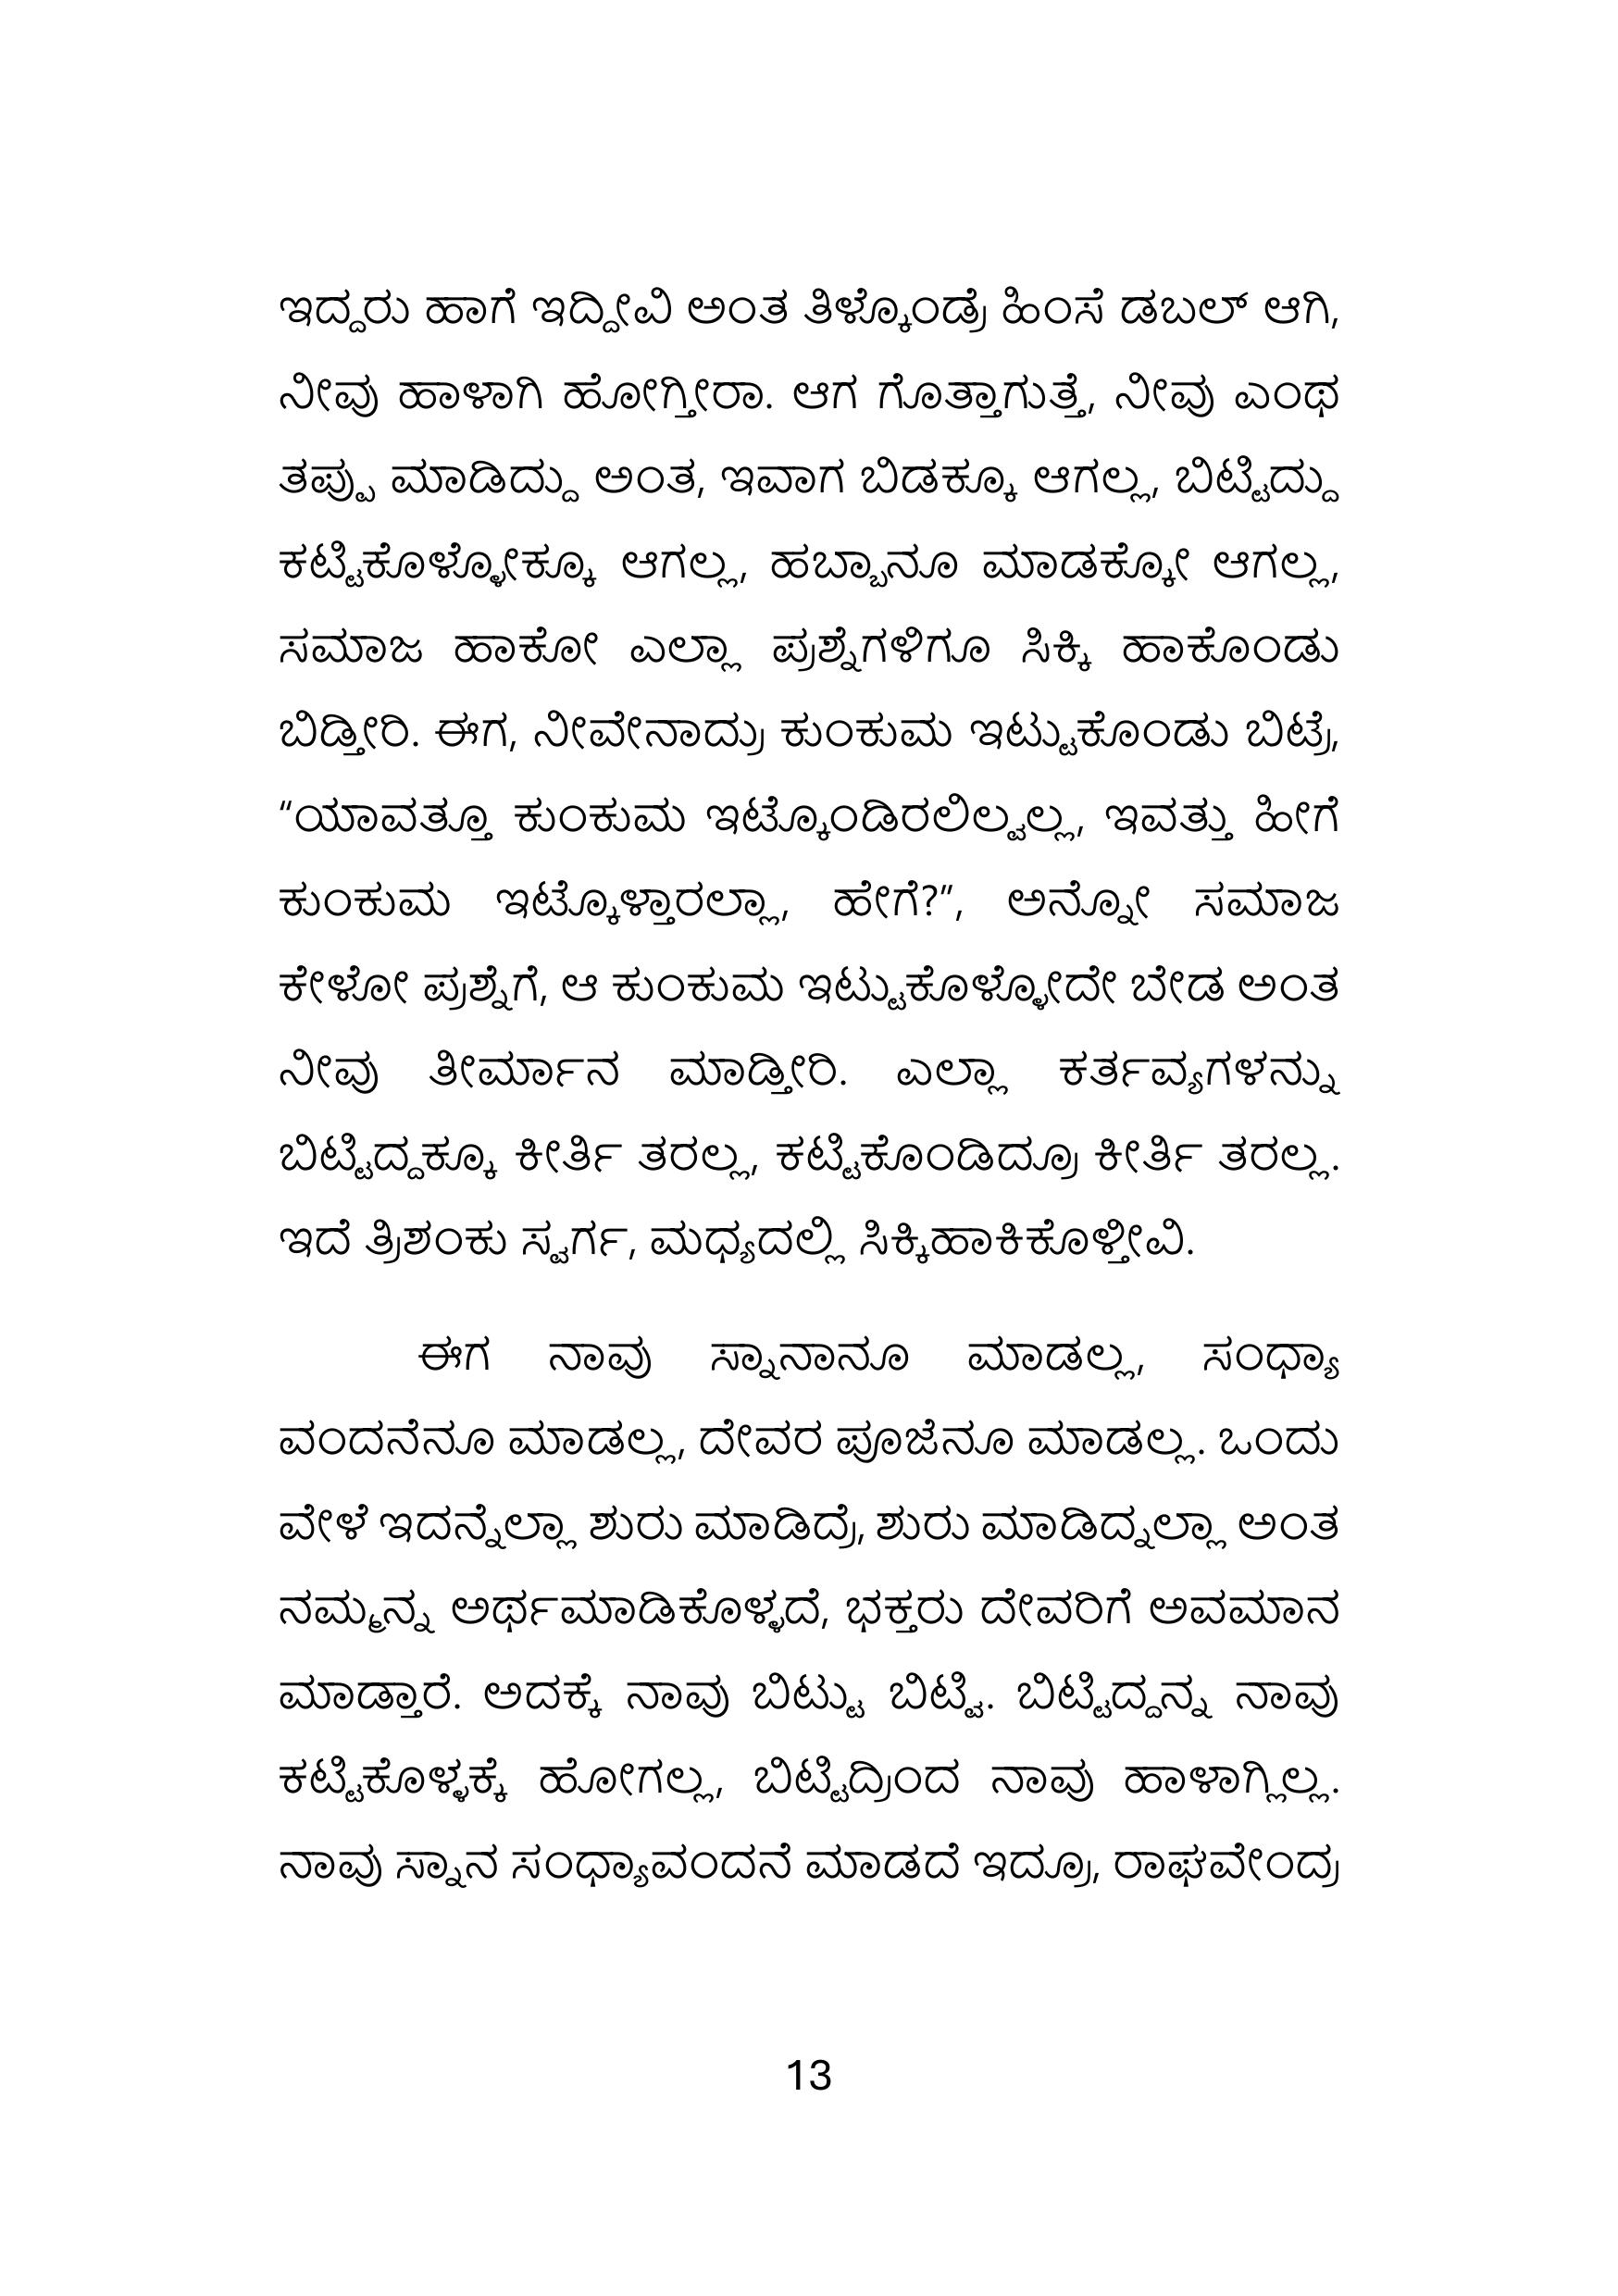 ಇದ್ದರು ಹಾಗೆ ಇದ್ದೀವಿ ಅಂತ ತಿಳ್ಕೊಂಡ್ರೆ ಹಿಂಸೆ ಡಬಲ್ ಆಗಿ,
ನೀವು ಹಾಳಾಗಿ ಹೋಗ್ತೀರಾ. ಆಗ ಗೊತ್ತಾಗುತ್ತೆ, ನೀವು ಎಂಥ
ತಪ್ಪು ಮಾಡಿದ್ದು ಅಂತ, ಇವಾಗ ಬಿಡಕ್ಕೂ ಆಗಲ್ಲ, ಬಿಟ್ಟಿದ್ದು
ಕಟ್ಟಿಕೊಳ್ಳೋಕ್ಕೂ ಆಗಲ್ಲ, ಹಬ್ಬಾನೂ ಮಾಡಕ್ಕೋ ಆಗಲ್ಲ,
ಸಮಾಜ ಹಾಕೋ ಎಲ್ಲಾ ಪ್ರಶ್ನೆಗಳಿಗೂ ಸಿಕ್ಕಿ ಹಾಕೊಂಡು
ಬಿಡ್ತೀರಿ. ಈಗ, ನೀವೇನಾದ್ರು ಕುಂಕುಮ ಇಟ್ಟುಕೊಂಡು ಬಿಟ್ರೆ,
“ಯಾವತ್ತೂ ಕುಂಕುಮ ಇಟ್ಕೊಂಡಿರಲಿಲ್ವಲ್ಲ, ಇವತ್ತು ಹೀಗೆ
ಕುಂಕುಮ ಇಟ್ಕೊಳ್ತಾರಲ್ಲಾ, ಹೇಗೆ?”, ಅನ್ನೋ ಸಮಾಜ
ಕೇಳೋ ಪ್ರಶ್ನೆಗೆ, ಆ ಕುಂಕುಮ ಇಟ್ಟುಕೊಳ್ಳೋದೇ ಬೇಡ ಅಂತ
ನೀವು ತೀರ್ಮಾನ ಮಾಡ್ತೀರಿ. ಎಲ್ಲಾ ಕರ್ತವ್ಯಗಳನ್ನು
ಬಿಟ್ಟಿದ್ದಕ್ಕೂ ಕೀರ್ತಿ ತರಲ್ಲ, ಕಟ್ಟಿಕೊಂಡಿದ್ರೂ ಕೀರ್ತಿ ತರಲ್ಲ.
ಇದೆ ತ್ರಿಶಂಕು ಸ್ವರ್ಗ, ಮಧ್ಯದಲ್ಲಿ ಸಿಕ್ಕಿಹಾಕಿಕೊಳ್ತೀವಿ.
ಈಗ ನಾವು ಸ್ನಾನಾನೂ ಮಾಡಲ್ಲ, ಸಂಧ್ಯಾ
ವಂದನೆನೂ ಮಾಡಲ್ಲ, ದೇವರ ಪೂಜೆನೂ ಮಾಡಲ್ಲ. ಒಂದು
ವೇಳೆ ಇದನ್ನೆಲ್ಲಾ ಶುರು ಮಾಡಿದ್ರೆ, ಶುರು ಮಾಡಿದ್ನಲ್ಲಾ ಅಂತ
ನಮ್ಮನ್ನ ಅರ್ಥಮಾಡಿಕೊಳ್ಳದೆ, ಭಕ್ತರು ದೇವರಿಗೆ ಅವಮಾನ
ಮಾಡ್ತಾರೆ. ಅದಕ್ಕೆ ನಾವು ಬಿಟ್ಟು ಬಿಟ್ವಿ. ಬಿಟ್ಟಿದ್ದನ್ನ ನಾವು
ಕಟ್ಟಿಕೊಳ್ಳಕ್ಕೆ ಹೋಗಲ್ಲ, ಬಿಟ್ಟಿದ್ರಿಂದ ನಾವು ಹಾಳಾಗ್ಲಿಲ್ಲ.
ನಾವು ಸ್ನಾನ ಸಂಧ್ಯಾವಂದನೆ ಮಾಡದೆ ಇದ್ರೂ, ರಾಘವೇಂದ್ರ
13